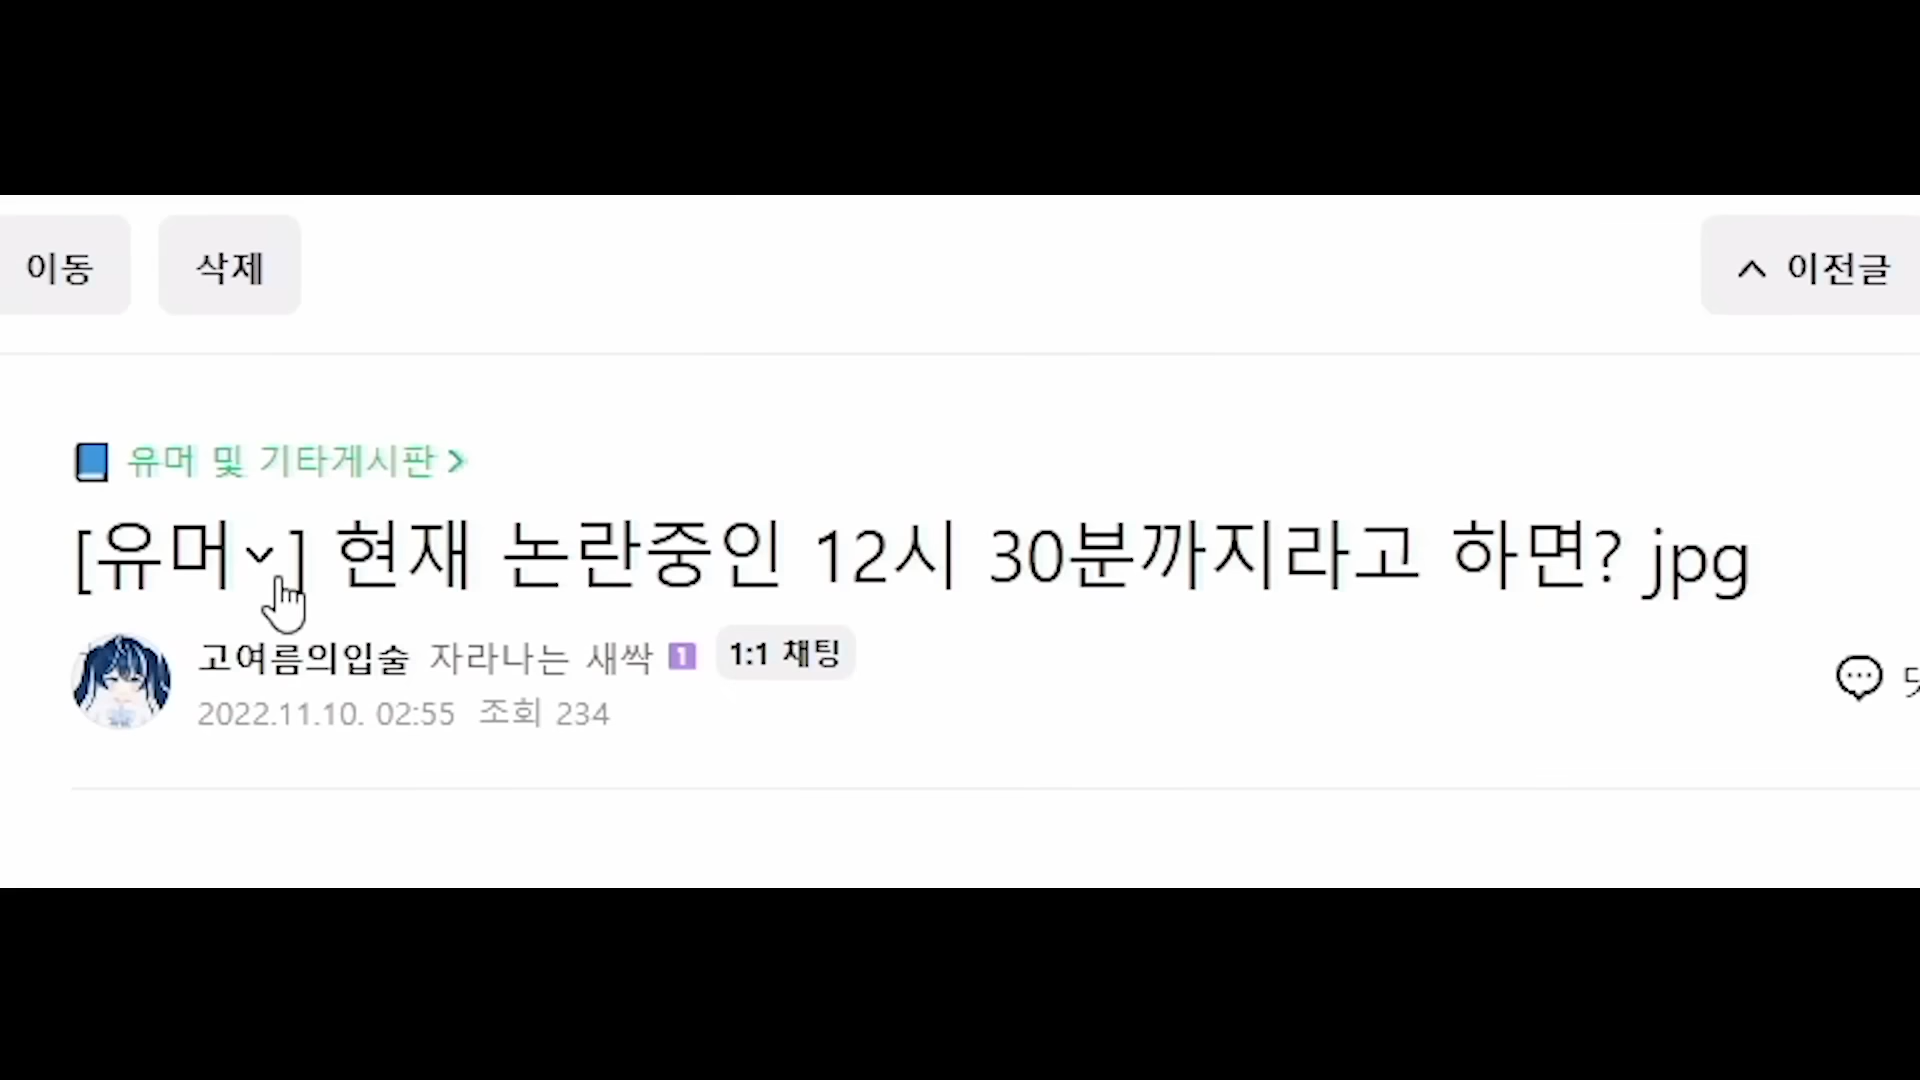 이동 삭제 이전글
유머 및 기타게시판 >
[유머] 현재 논란중인 12시 30분까지라고 하면? jpg
고여름의입술 자라나는 새싹 1 1:1 채팅
2022.11.10. 02:55 조회 234